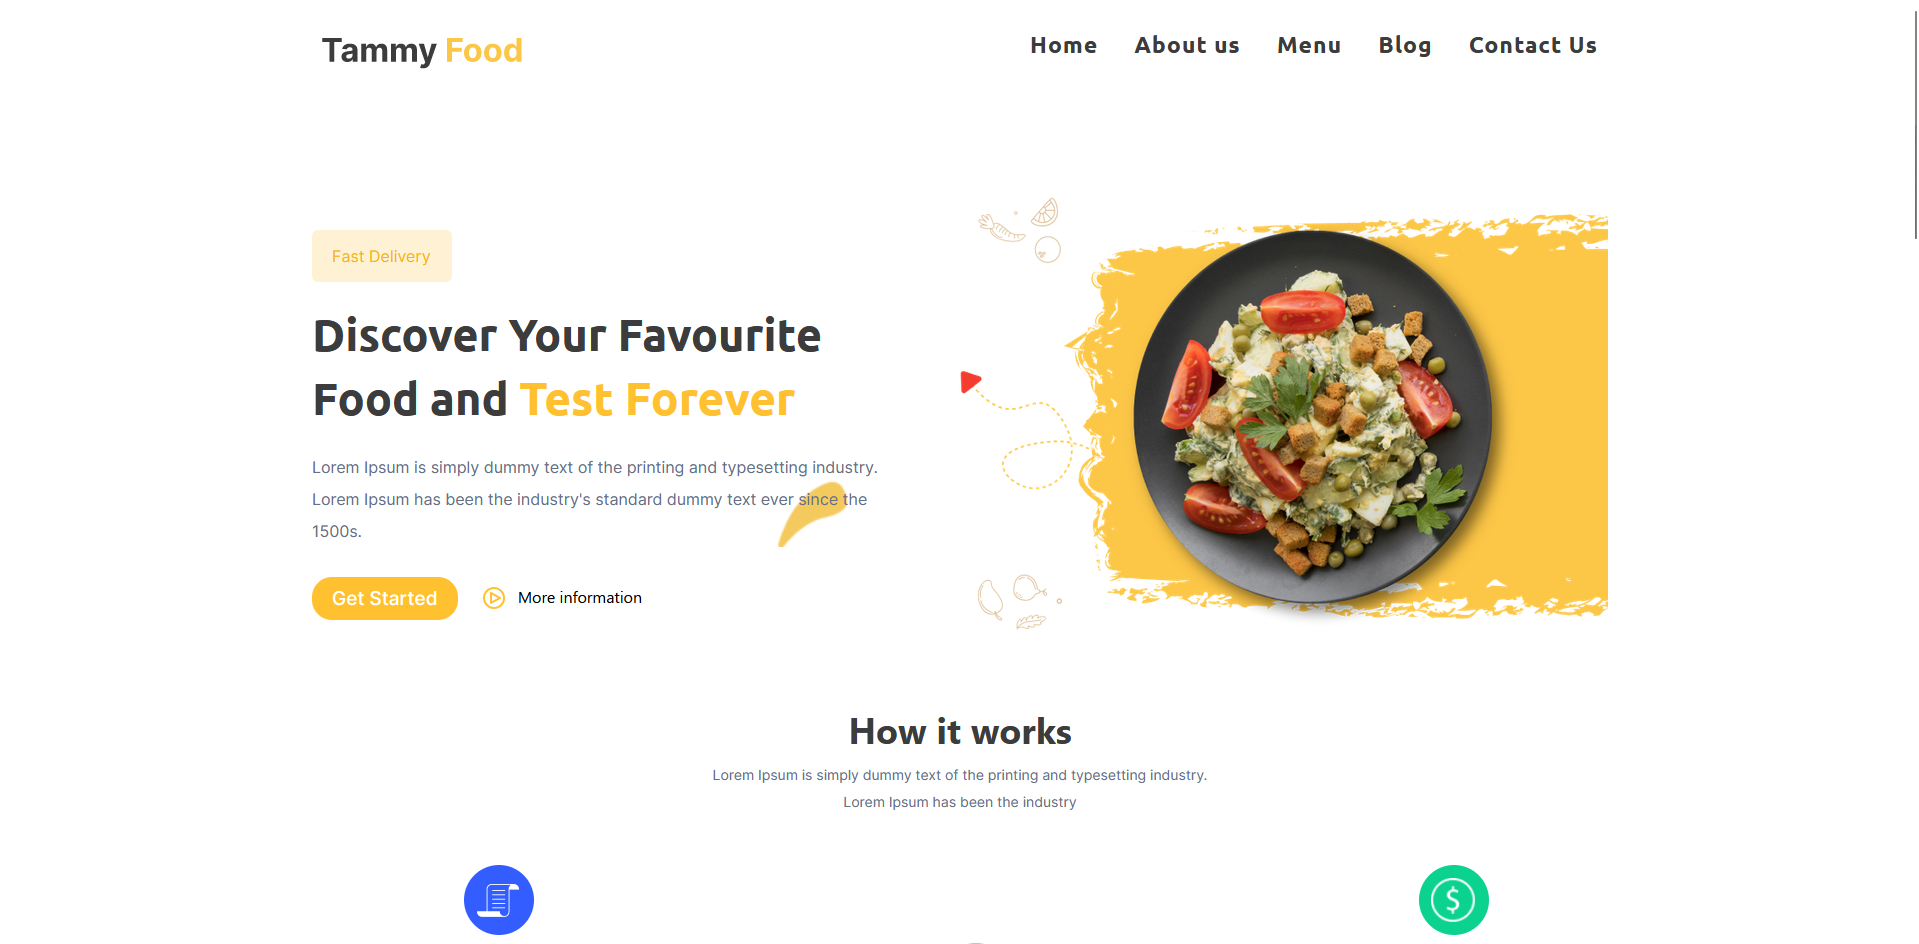 Tammy Food
Home About us Menu Blog Contact Us
Fast Delivery
Discover Your Favourite
Food and Test Forever
Lorem Ipsum is simply dummy text of the printing and typesetting industry.
Lorem Ipsum has been the industry's standard dummy text ever since the
1500s.
Get Started
More information
How it works
Lorem Ipsum is simply dummy text of the printing and typesetting industry.
Lorem Ipsum has been the industry
$